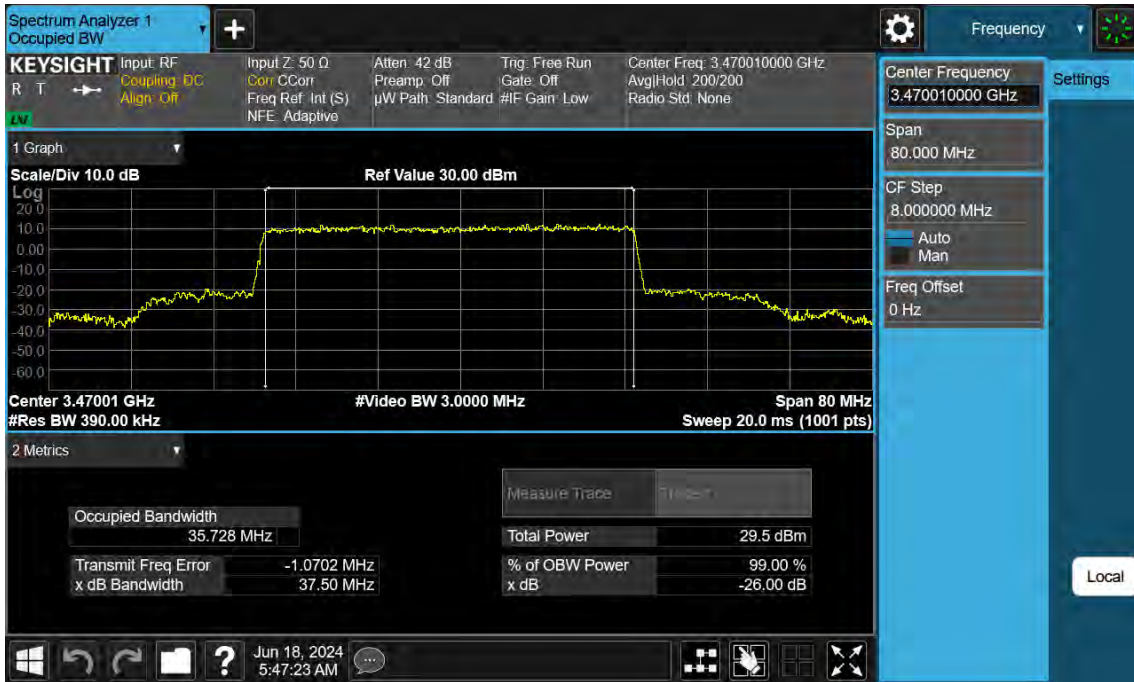 Spectrum Analyzer 1
Occupied BW
+
Frequency
KEYSIGHT
R T
LXI
Input: RF
Coupling: DC
Align: Off
Input Z: 50 Ω
Corr CCorr
Freq Ref: Int (S)
NFE: Adaptive
Atten: 42 dB
Preamp: Off
µW Path: Standard
Trig: Free Run
Gate: Off
#IF Gain: Low
Center Freq: 3.470010000 GHz
Avg|Hold: 200/200
Radio Std: None
Center Frequency
3.470010000 GHz
Settings
Span
80.000 MHz
CF Step
8.000000 MHz
Auto
Man
Freq Offset
0 Hz
Local
1 Graph
Scale/Div 10.0 dB
Ref Value 30.00 dBm
Log
20.0
10.0
0.00
-10.0
-20.0
-30.0
-40.0
-50.0
-60.0
Center 3.47001 GHz
#Video BW 3.0000 MHz
Span 80 MHz
#Res BW 390.00 kHz
Sweep 20.0 ms (1001 pts)
2 Metrics
Measure Trace
Occupied Bandwidth
35.728 MHz
Total Power 29.5 dBm
Transmit Freq Error -1.0702 MHz
% of OBW Power 99.00 %
x dB Bandwidth 37.50 MHz
x dB -26.00 dB
?
Jun 18, 2024
5:47:23 AM